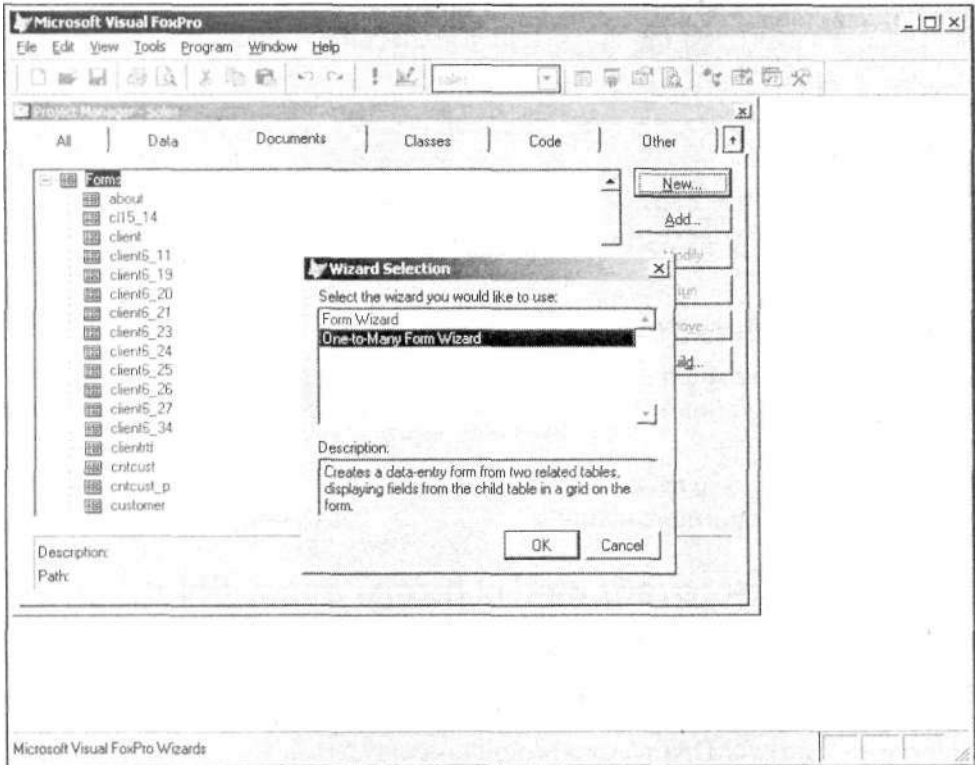 Microsoft Visual FoxPro
File Edit View Tools Program Window Help
sales
Project Manager - Sales
All Data Documents Classes Code Other
Forms
about
cl15_14
client
client6_11
client6_19
client6_20
client6_21
client6_23
client6_24
client6_25
client6_26
client6_27
client6_34
cntcust
cntcust_p
customer
New...
Add...
Description:
Path:
Wizard Selection
Select the wizard you would like to use:
Form Wizard
One-to-Many Form Wizard
Description:
Creates a data-entry form from two related tables,
displaying fields from the child table in a grid on the
form.
OK Cancel
Microsoft Visual FoxPro Wizards